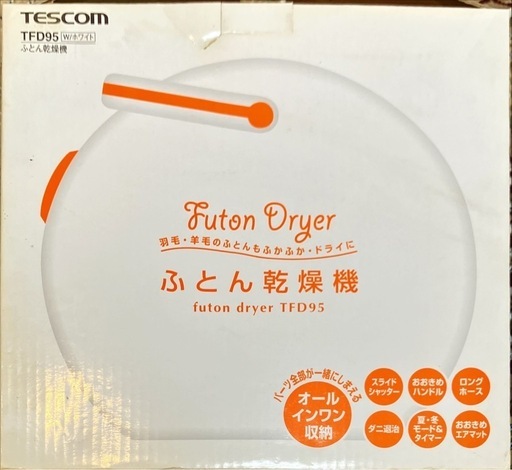 TESCOM
TFD95 W/ホワイト
ふとん乾燥機
Futon Dryer
羽毛・羊毛のふとんもふかふか・ドライに
ふとん乾燥機
futon dryer TFD95
パーツ全部が一緒にしまえる
オール
インワン
収納
スライド
シャッター
おおきめ
ハンドル
ロング
ホース
ダニ退治
夏・冬
モード&
タイマー
おおきめ
エアマット